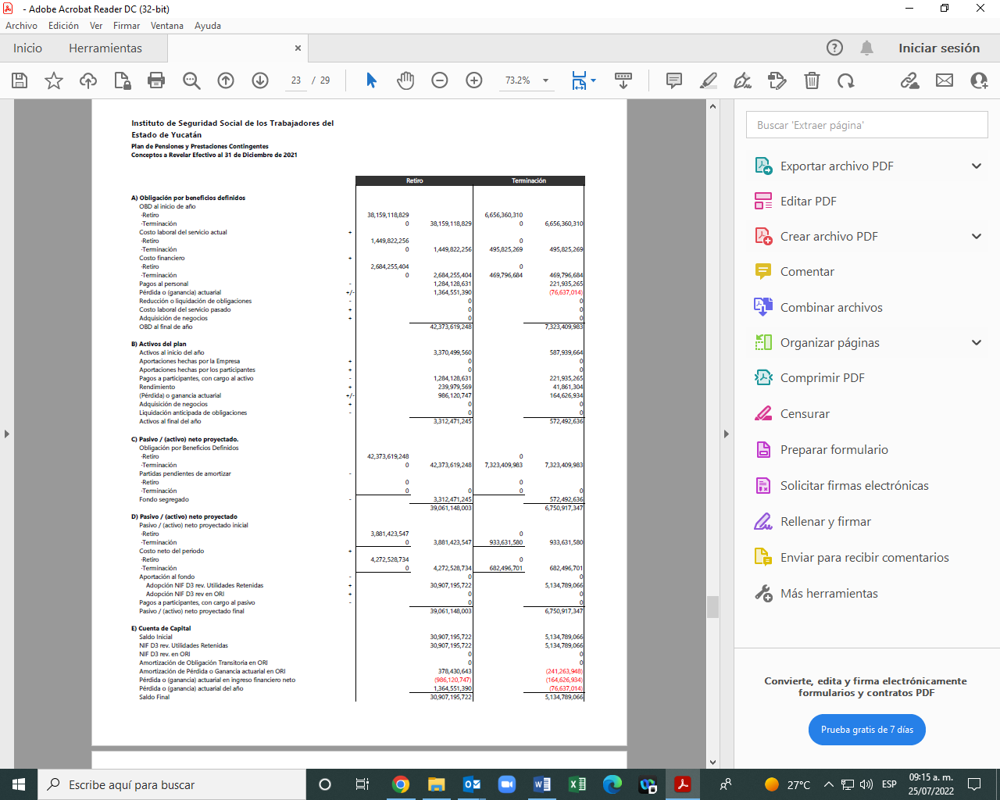 - Adobe Acrobat Reader DC (32-bit)
Archivo Edición Ver Firmar Ventana Ayuda
Inicio Herramientas × ? Iniciar sesión
23 / 29 73.2%
Instituto de Seguridad Social de los Trabajadores del
Estado de Yucatán
Plan de Pensiones y Prestaciones Contingentes
Conceptos a Revelar Efectivo al 31 de Diciembre de 2021
Retiro Terminación
A) Obligación por beneficios definidos
OBD al inicio de año
·Retiro 38,159,118,829 6,656,360,310
·Terminación 0 38,159,118,829 0 6,656,360,310
Costo laboral del servicio actual +
·Retiro 1,449,822,256 0
·Terminación 0 1,449,822,256 495,825,269 495,825,269
Costo financiero +
·Retiro 2,684,255,404 0
·Terminación 0 2,684,255,404 469,796,684 469,796,684
Pagos al personal - 1,284,128,631 221,935,265
Pérdida o (ganancia) actuarial +/- 1,364,551,390 (76,637,014)
Reducción o liquidación de obligaciones - 0 0
Costo laboral del servicio pasado + 0 0
Adquisición de negocios + 0 0
OBD al final de año 42,373,619,248 7,323,409,983
B) Activos del plan
Activos al inicio del año 3,370,499,560 587,939,664
Aportaciones hechas por la Empresa + 0 0
Aportaciones hechas por los participantes + 0 0
Pagos a participantes, con cargo al activo - 1,284,128,631 221,935,265
Rendimiento + 239,979,569 41,861,304
(Pérdida) o ganancia actuarial +/- 986,120,747 164,626,934
Adquisición de negocios + 0 0
Liquidación anticipada de obligaciones - 0 0
Activos al final del año 3,312,471,245 572,492,636
C) Pasivo / (activo) neto proyectado.
Obligación por Beneficios Definidos
·Retiro 42,373,619,248 0
·Terminación 0 42,373,619,248 7,323,409,983 7,323,409,983
Partidas pendientes de amortizar -
·Retiro 0 0
·Terminación 0 0 0 0
Fondo segregado - 3,312,471,245 572,492,636
39,061,148,003 6,750,917,347
D) Pasivo / (activo) neto proyectado
Pasivo / (activo) neto proyectado inicial
·Retiro 3,881,423,547 0
·Terminación 0 3,881,423,547 933,631,580 933,631,580
Costo neto del periodo +
·Retiro 4,272,528,734 0
·Terminación 0 4,272,528,734 682,496,701 682,496,701
Aportación al fondo - 0 0
Adopción NIF D3 rev. Utilidades Retenidas + 30,907,195,722 5,134,789,066
Adopción NIF D3 rev en ORI + 0 0
Pagos a participantes, con cargo al pasivo - 0 0
Pasivo / (activo) neto proyectado final 39,061,148,003 6,750,917,347
E) Cuenta de Capital
Saldo Inicial 30,907,195,722 5,134,789,066
NIF D3 rev. Utilidades Retenidas 30,907,195,722 5,134,789,066
NIF D3 rev. en ORI 0 0
Amortización de Obligación Transitoria en ORI 0 0
Amortización de Pérdida o Ganancia actuarial en ORI 378,430,643 (241,263,948)
Pérdida o (ganancia) actuarial en ingreso financiero neto (986,120,747) (164,626,934)
Pérdida o (ganancia) actuarial del año 1,364,551,390 (76,637,014)
Saldo Final 30,907,195,722 5,134,789,066
Buscar 'Extraer página'
Exportar archivo PDF
Editar PDF
Crear archivo PDF
Comentar
Combinar archivos
Organizar páginas
Comprimir PDF
Censurar
Preparar formulario
Solicitar firmas electrónicas
Rellenar y firmar
Enviar para recibir comentarios
Más herramientas
Convierte, edita y firma electrónicamente
formularios y contratos PDF
Prueba gratis de 7 días
Escribe aquí para buscar
27°C ESP 09:15 a. m.
25/07/2022